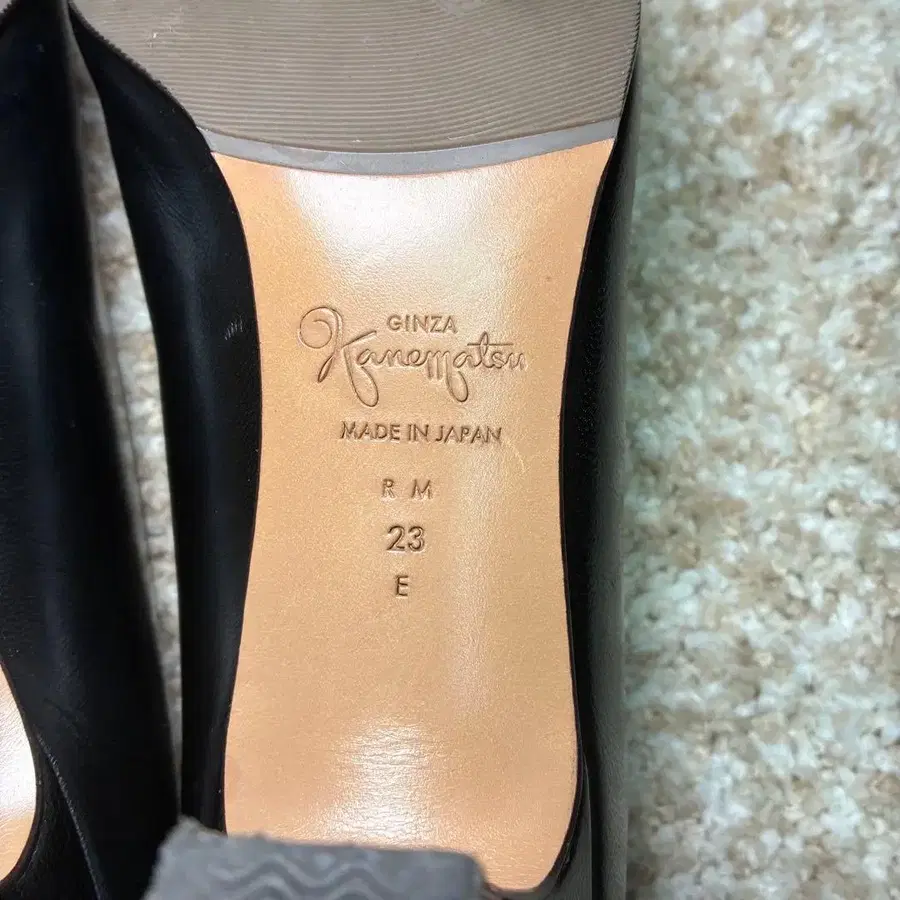 GINZA
Kanematsu
MADE IN JAPAN
R M
23
E